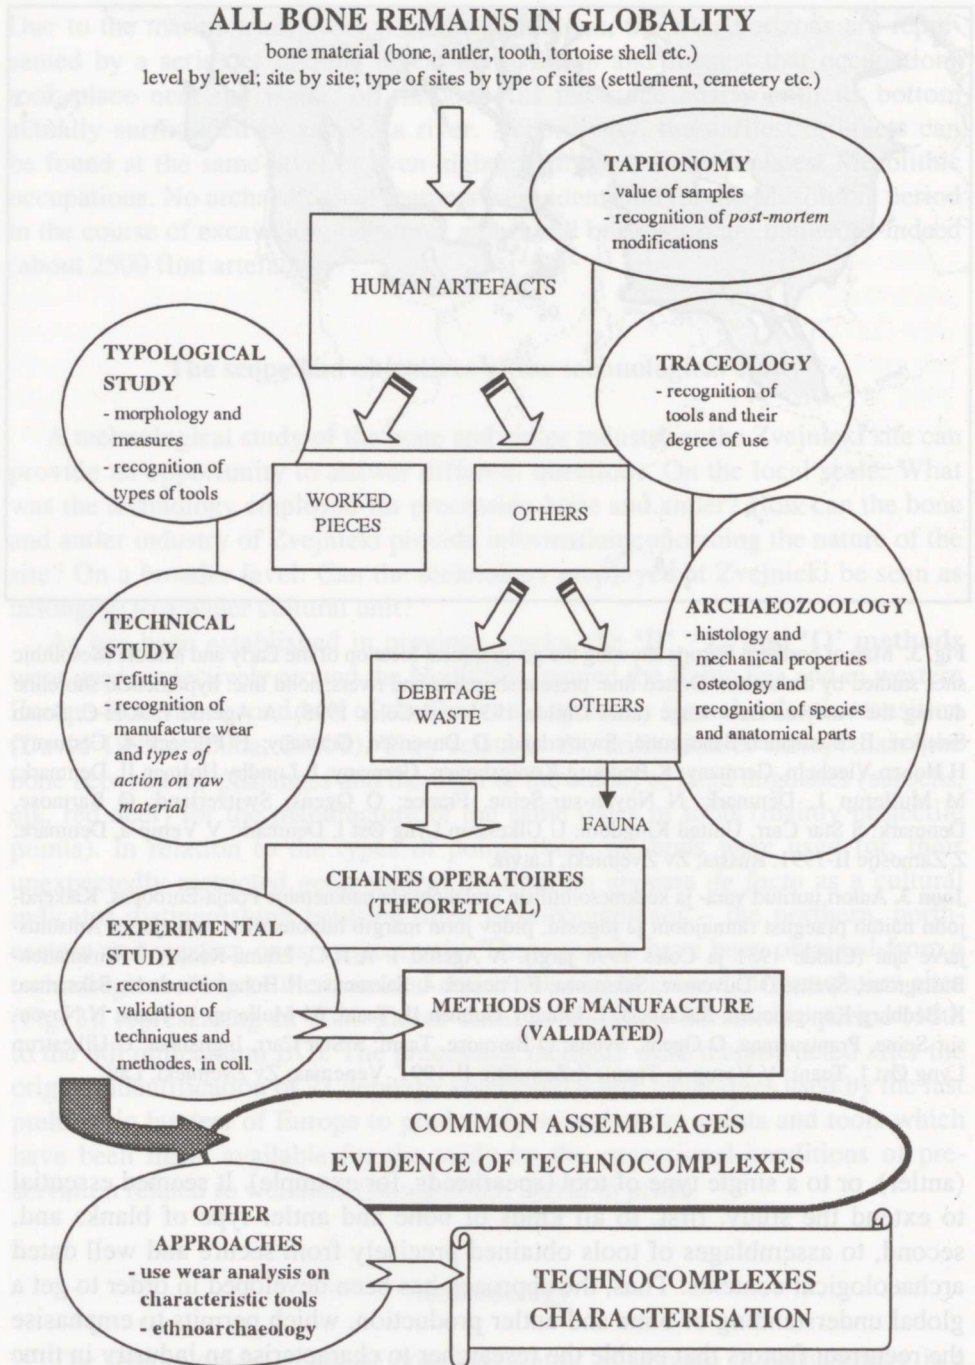 ALL BONE REMAINS IN GLOBALITY
bone material (bone, antler, tooth, tortoise shell etc.)
level by level; site by site; type of sites by type of sites (settlement, cemetery etc.)
TAPHONOMY
- value of samples
- recognition of post-mortem
modifications
HUMAN ARTEFACTS
TYPOLOGICAL
STUDY
- morphology and
measures
- recognition of
types of tools
TRACEOLOGY
- recognition of
tools and their
degree of use
WORKED
PIECES
OTHERS
ARCHAEOZOOLOGY
- histology and
mechanical properties
- osteology and
recognition of species
and anatomical parts
TECHNICAL
STUDY
- refitting
- recognition of
manufacture wear
and types of
action on raw
material
DEBITAGE
WASTE
OTHERS
FAUNA
CHAINES OPERATOIRES
(THEORETICAL)
EXPERIMENTAL
STUDY
- reconstruction
- validation of
techniques and
methodes, in coll.
METHODS OF MANUFACTURE
(VALIDATED)
COMMON ASSEMBLAGES
EVIDENCE OF TECHNOCOMPLEXES
OTHER
APPROACHES
- use wear analysis on
characteristic tools
- ethnoarchaeology
TECHNOCOMPLEXES
CHARACTERISATION